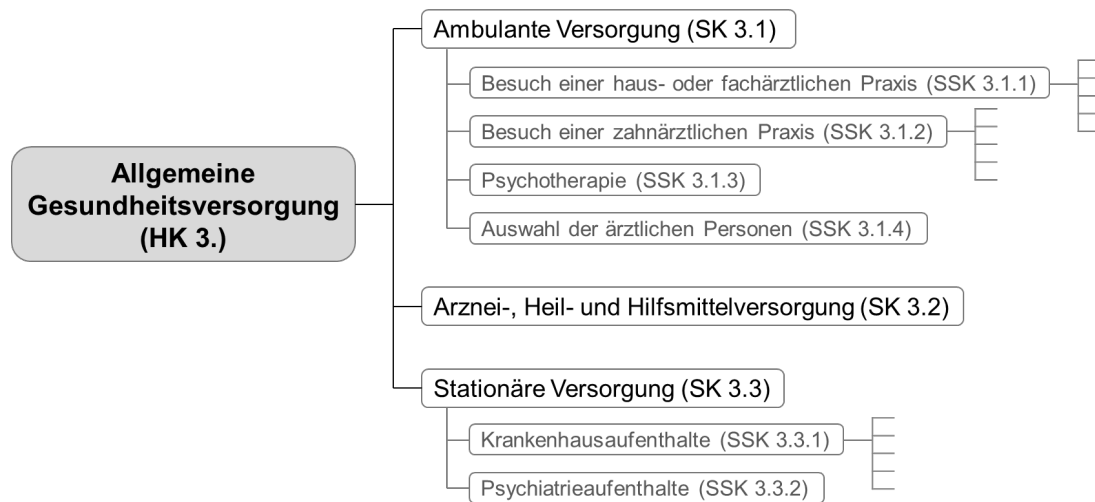 Allgemeine
Gesundheitsversorgung
(HK 3.)
Ambulante Versorgung (SK 3.1)
Besuch einer haus- oder fachärztlichen Praxis (SSK 3.1.1)
Besuch einer zahnärztlichen Praxis (SSK 3.1.2)
Psychotherapie (SSK 3.1.3)
Auswahl der ärztlichen Personen (SSK 3.1.4)
Arznei-, Heil- und Hilfsmittelversorgung (SK 3.2)
Stationäre Versorgung (SK 3.3)
Krankenhausaufenthalte (SSK 3.3.1)
Psychiatrieaufenthalte (SSK 3.3.2)